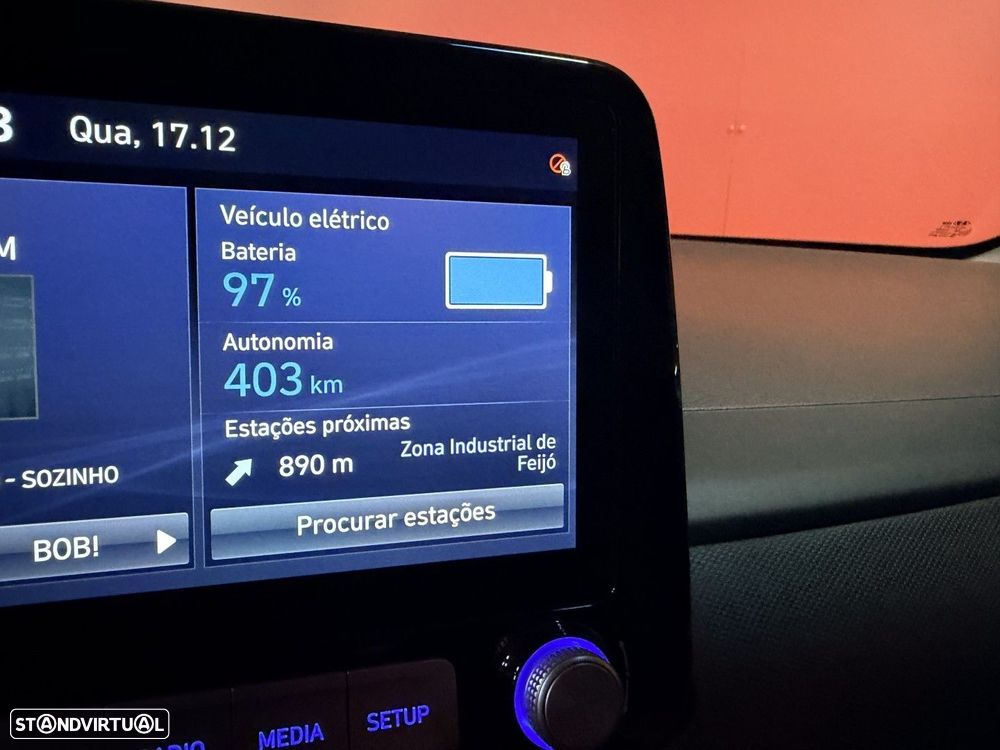 3 Qua, 17.12
M
- SOZINHO
BOB!
Veículo elétrico
Bateria
97 %
Autonomia
403 km
Estações próximas
890 m
Zona Industrial de
Feijó
Procurar estações
MEDIA
SETUP
STANDVIRTUAL